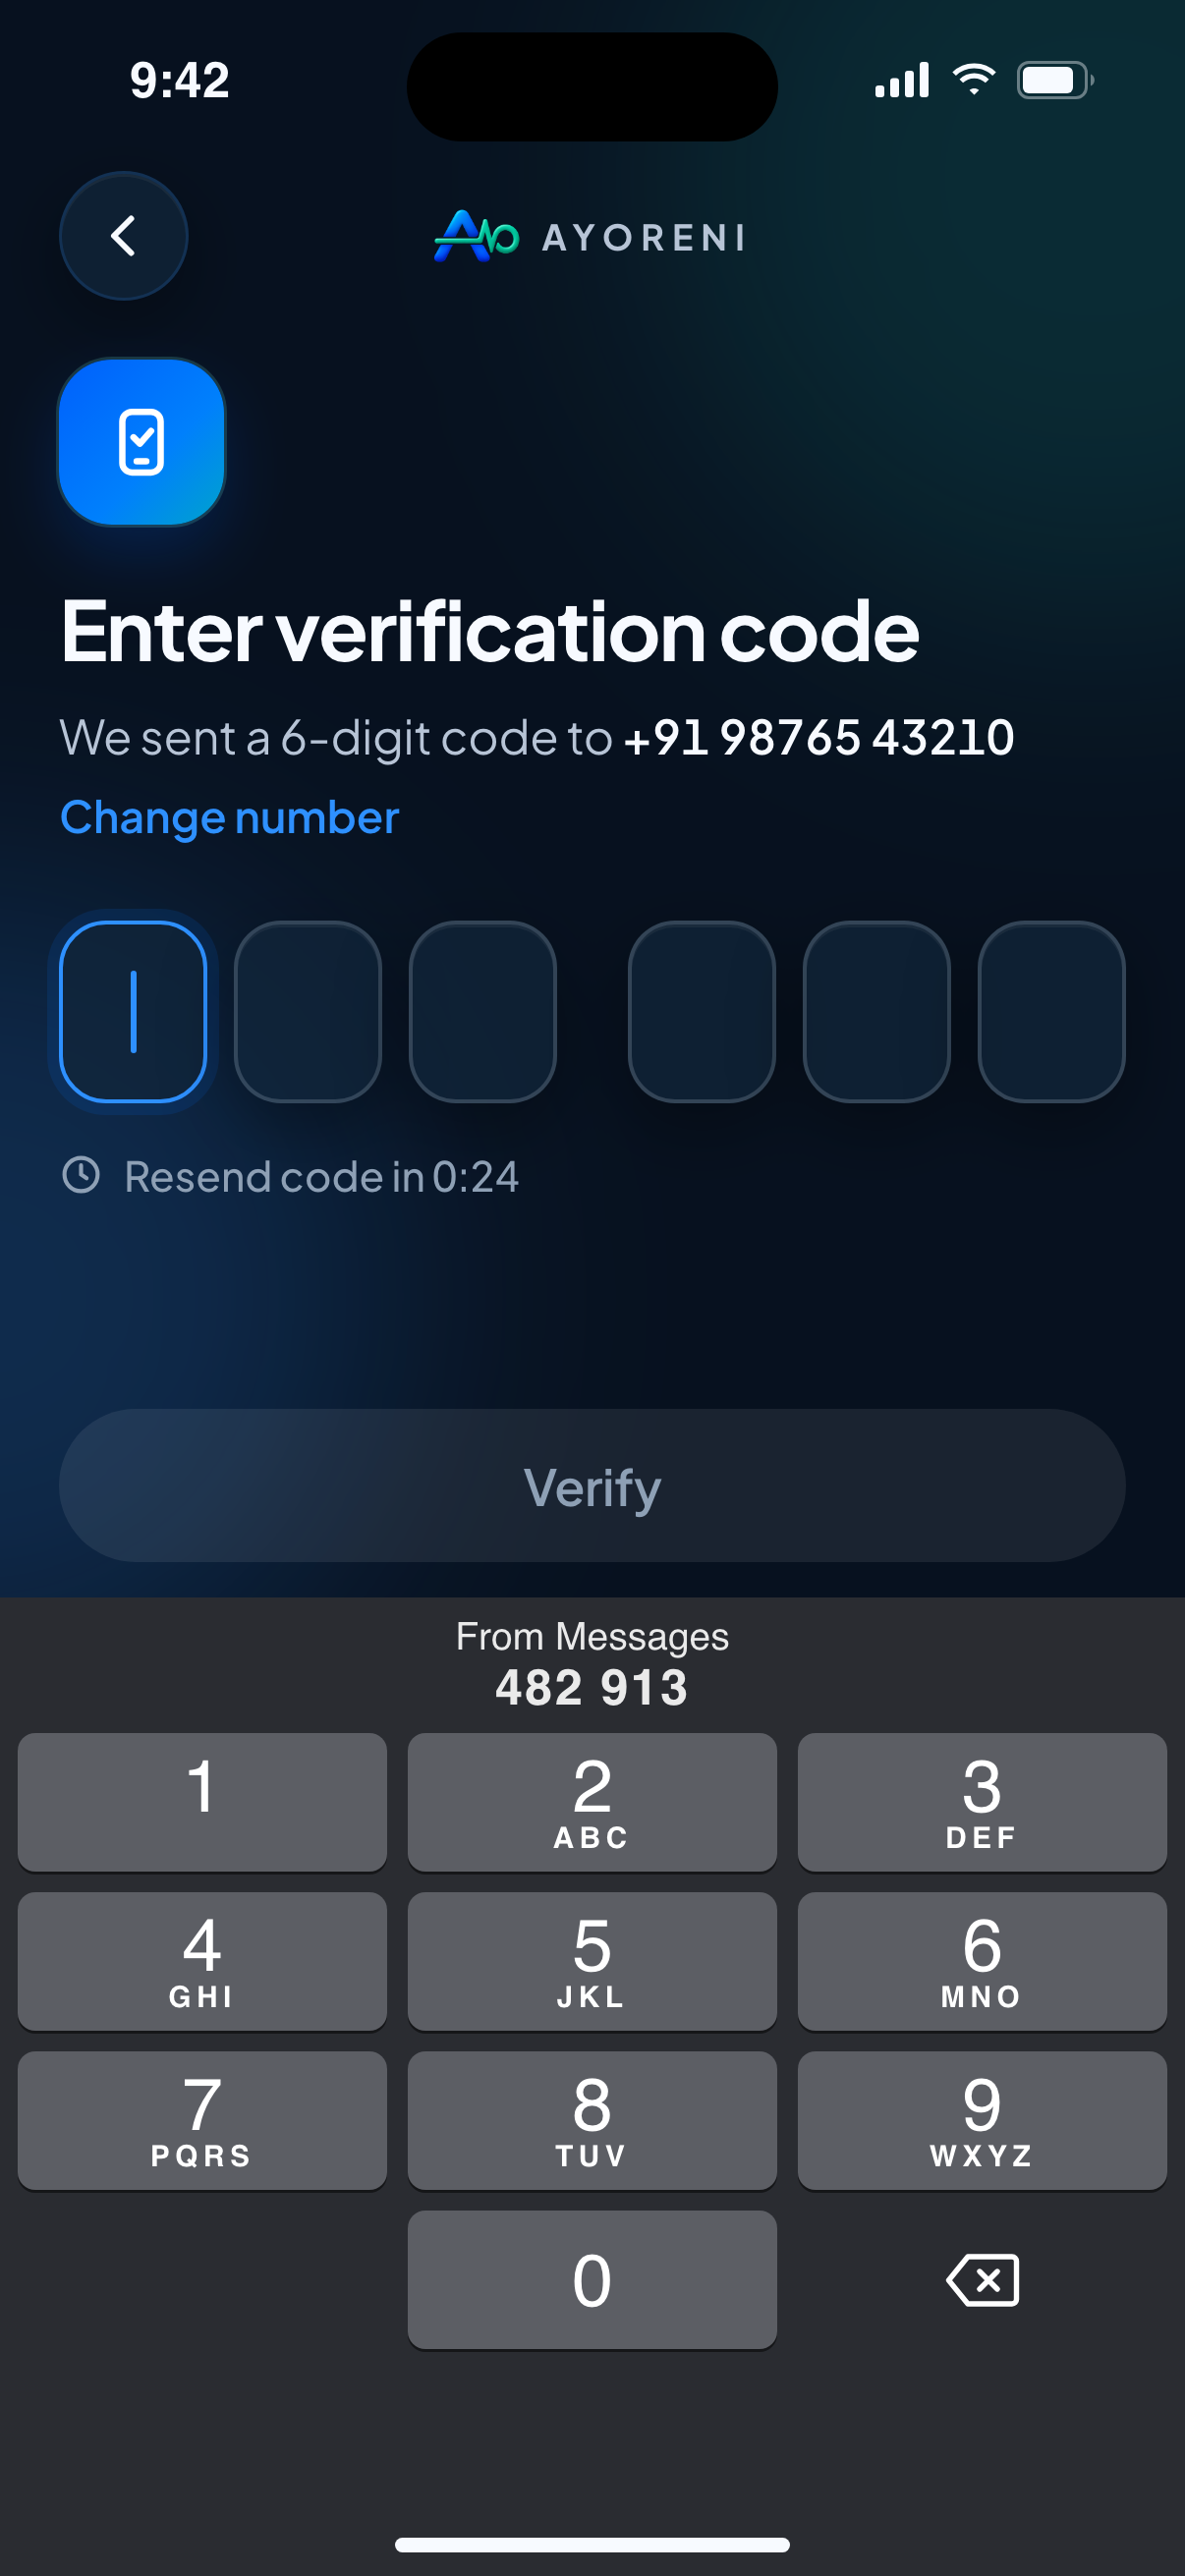 9:42
AYORENI
Enter verification code
We sent a 6-digit code to +91 98765 43210
Change number
Resend code in 0:24
Verify
From Messages
482 913
1
2
ABC
3
DEF
4
GHI
5
JKL
6
MNO
7
PQRS
8
TUV
9
WXYZ
0